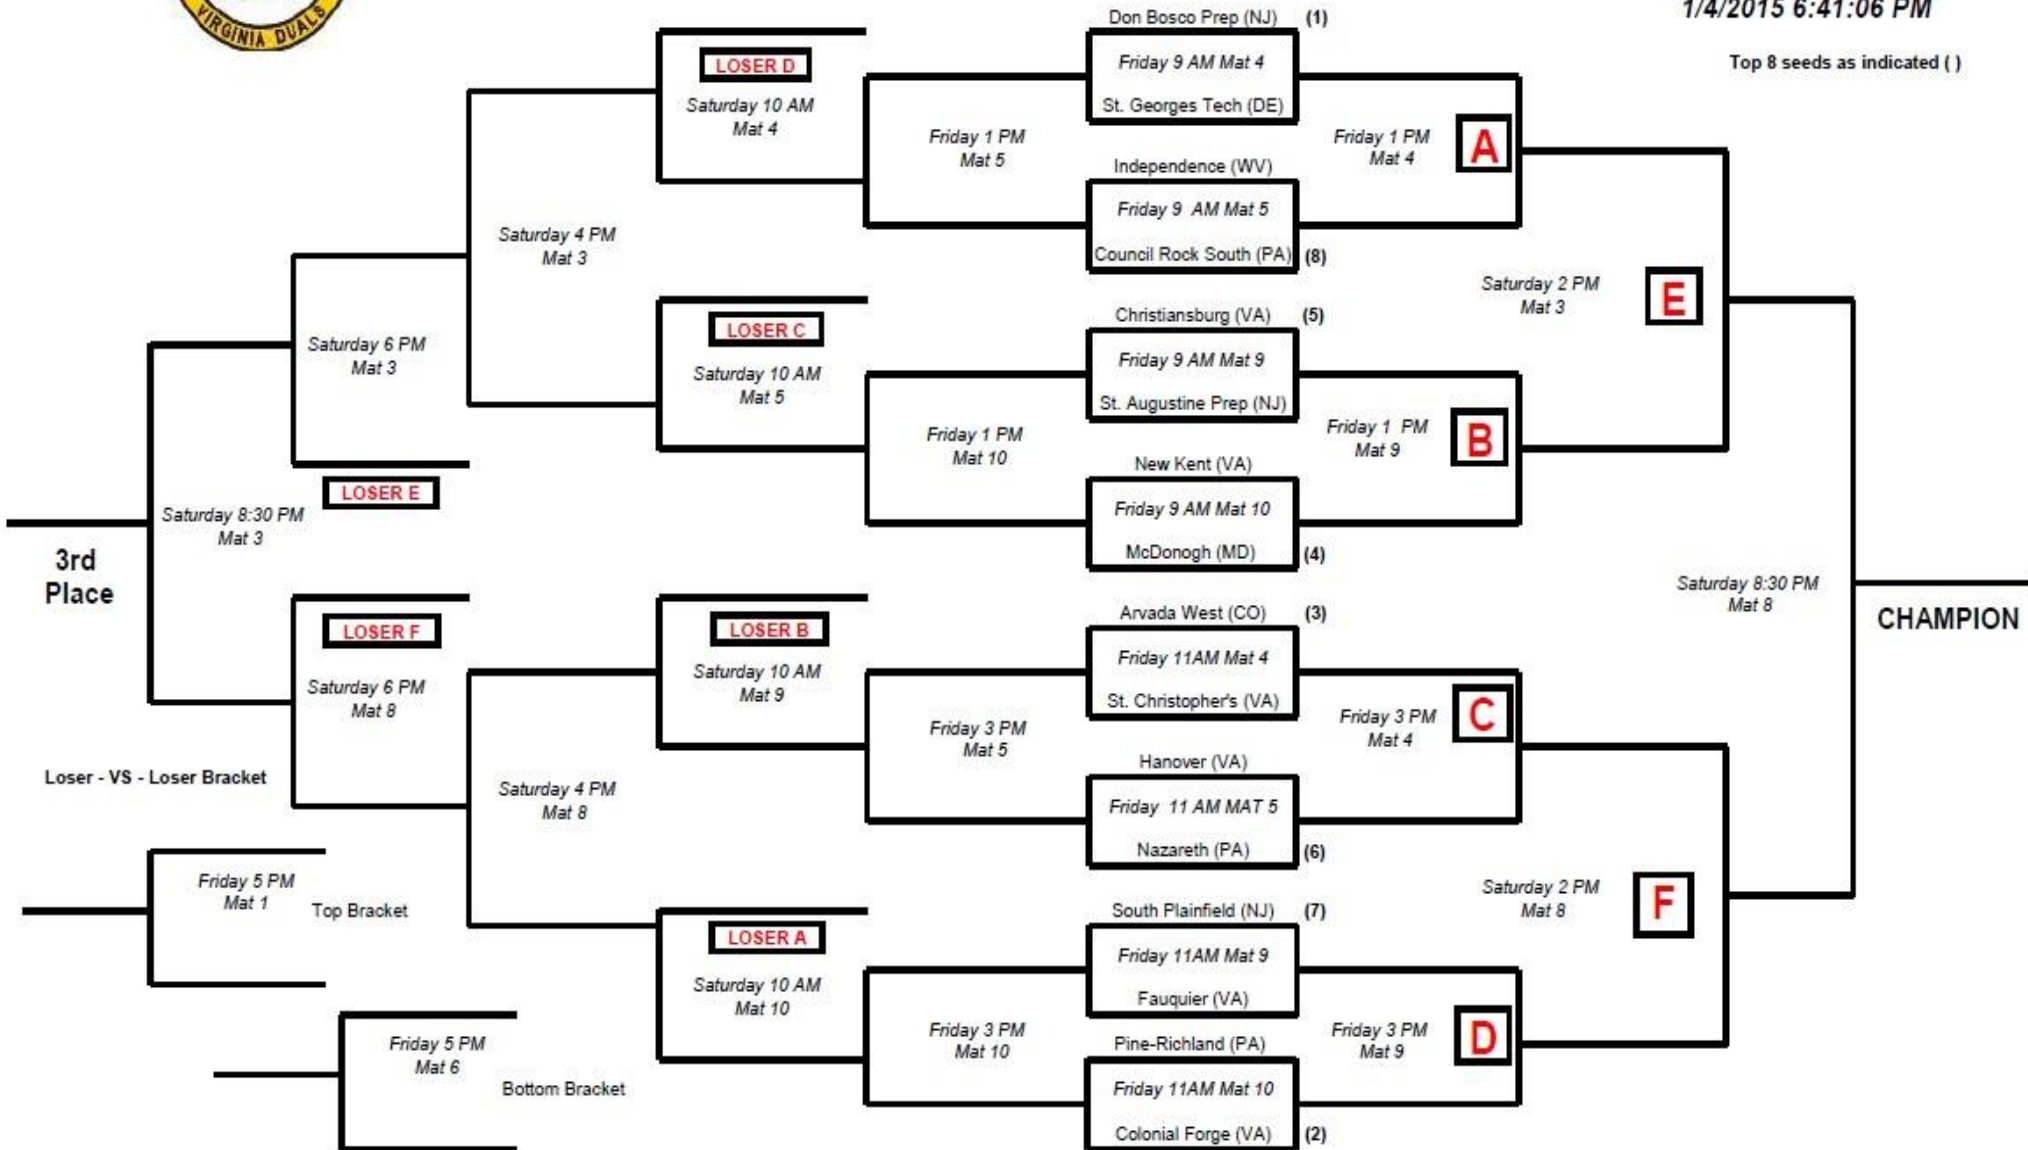 VIRGINIA DUALS
1/4/2015 6:41:06 PM
Top 8 seeds as indicated ( )
Don Bosco Prep (NJ) (1)
Friday 9 AM Mat 4
St. Georges Tech (DE)
Independence (WV)
Friday 9 AM Mat 5
Council Rock South (PA) (8)
Christiansburg (VA) (5)
Friday 9 AM Mat 9
St. Augustine Prep (NJ)
New Kent (VA)
Friday 9 AM Mat 10
McDonogh (MD) (4)
Arvada West (CO) (3)
Friday 11AM Mat 4
St. Christopher's (VA)
Hanover (VA)
Friday 11 AM MAT 5
Nazareth (PA) (6)
South Plainfield (NJ) (7)
Friday 11AM Mat 9
Fauquier (VA)
Pine-Richland (PA)
Friday 11AM Mat 10
Colonial Forge (VA) (2)
Friday 1 PM
Mat 4
A
Friday 1 PM
Mat 9
B
Friday 3 PM
Mat 4
C
Friday 3 PM
Mat 9
D
Saturday 2 PM
Mat 3
E
Saturday 2 PM
Mat 8
F
Saturday 8:30 PM
Mat 8
CHAMPION
Friday 1 PM
Mat 5
Friday 1 PM
Mat 10
Friday 3 PM
Mat 5
Friday 3 PM
Mat 10
LOSER D
Saturday 10 AM
Mat 4
LOSER C
Saturday 10 AM
Mat 5
LOSER B
Saturday 10 AM
Mat 9
LOSER A
Saturday 10 AM
Mat 10
Saturday 4 PM
Mat 3
Saturday 4 PM
Mat 8
Saturday 6 PM
Mat 3
LOSER E
LOSER F
Saturday 6 PM
Mat 8
Saturday 8:30 PM
Mat 3
3rd
Place
Loser - VS - Loser Bracket
Friday 5 PM
Mat 1
Top Bracket
Friday 5 PM
Mat 6
Bottom Bracket